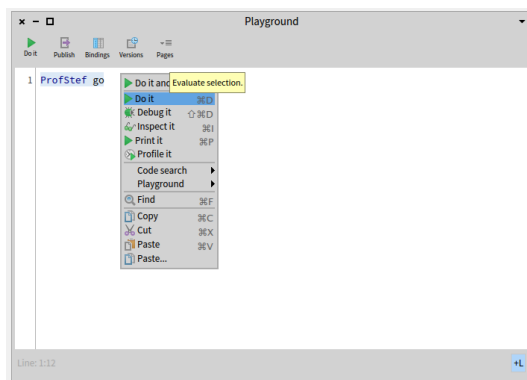 Playground
Do it Publish Bindings Versions Pages
1 ProfStef go
Do it and
Evaluate selection.
Do it ⌘D
Debug it ⇧⌘D
Inspect it ⌘I
Print it ⌘P
Profile it
Code search
Playground
Find ⌘F
Copy ⌘C
Cut ⌘X
Paste ⌘V
Paste...
Line: 1:12
+L